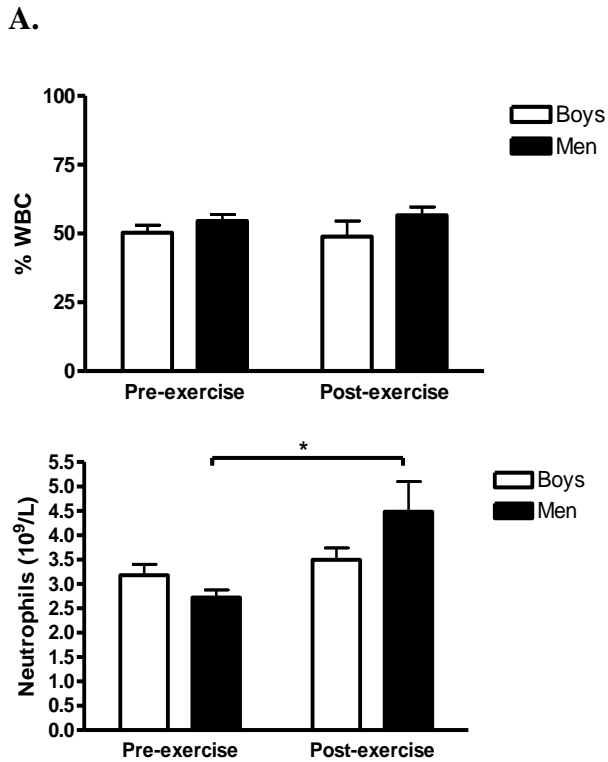 A.
100
75
50
25
0
% WBC
Boys
Men
Pre-exercise Post-exercise
*
5.5
5.0
4.5
4.0
3.5
3.0
2.5
2.0
1.5
1.0
0.5
0.0
Neutrophils (10⁹/L)
Boys
Men
Pre-exercise Post-exercise